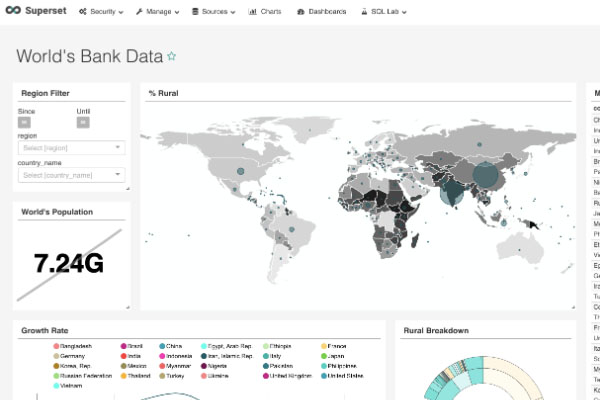 Superset
Security
Manage
Sources
Charts
Dashboards
SQL Lab
World's Bank Data
Region Filter
Since
Until
region
Select [region]
country_name
Select [country_name]
World's Population
7.24G
% Rural
Growth Rate
Bangladesh
Brazil
China
Egypt, Arab Rep.
Ethiopia
France
Germany
India
Indonesia
Iran, Islamic Rep.
Italy
Japan
Korea, Rep.
Mexico
Myanmar
Nigeria
Pakistan
Philippines
Russian Federation
Thailand
Turkey
Ukraine
United Kingdom
United States
Vietnam
Rural Breakdown